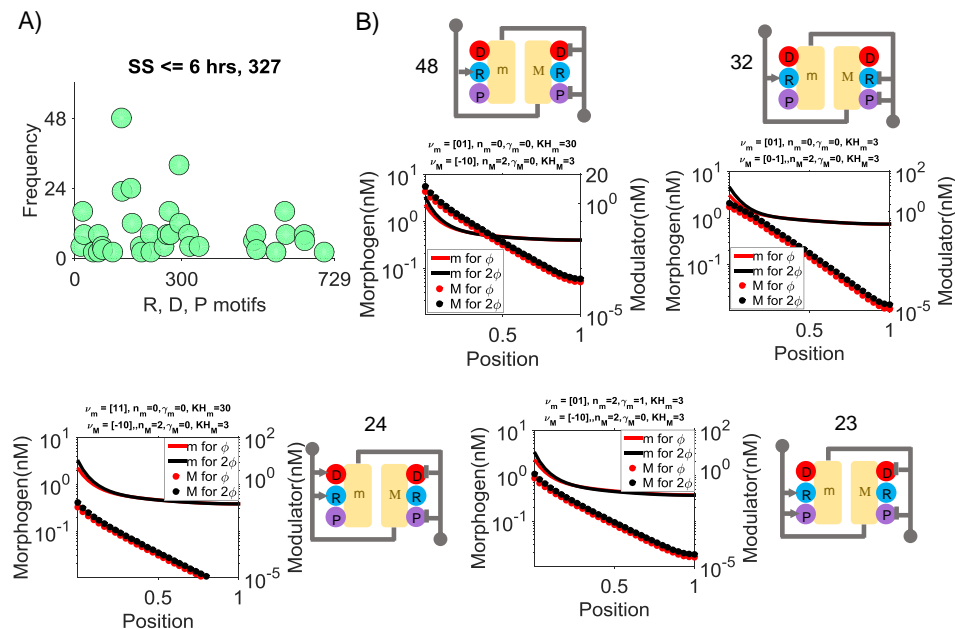 A)
SS <= 6 hrs, 327
48
24
0
Frequency
0
300
729
R, D, P motifs
B)
48
D
R
P
m
M
D
R
P
ν_m = [01], n_m=0,γ_m=0, KH_m=30
ν_M = [-10], n_M=2,γ_M=0, KH_M=3
10^1
10^0
10^-1
Morphogen(nM)
20
10^0
10^-5
Modulator(nM)
m for ϕ
m for 2ϕ
M for ϕ
M for 2ϕ
0.5
1
Position
32
D
R
P
m
M
D
R
P
ν_m = [01], n_m=0, γ_m=0, KH_m=3
ν_M = [0-1],,n_M=2, γ_M=0, KH_M=3
10^1
10^0
10^-1
Morphogen(nM)
10^2
10^0
10^-5
Modulator(nM)
m for ϕ
m for 2ϕ
M for ϕ
M for 2ϕ
0.5
1
Position
ν_m = [11], n_m=0,γ_m=0, KH_m=30
ν_M = [-10],,n_M=2, γ_M=0, KH_M=3
10^1
10^0
10^-1
Morphogen(nM)
10^2
10^0
10^-5
Modulator(nM)
m for ϕ
m for 2ϕ
M for ϕ
M for 2ϕ
0.5
1
Position
24
D
R
P
m
M
D
R
P
ν_m = [01], n_m=2,γ_m=1, KH_m=3
ν_M = [-10],,n_M=2, γ_M=0, KH_M=3
10^1
10^0
10^-1
Morphogen(nM)
10^2
10^0
10^-5
Modulator(nM)
m for ϕ
m for 2ϕ
M for ϕ
M for 2ϕ
0.5
1
Position
23
D
R
P
m
M
D
R
P